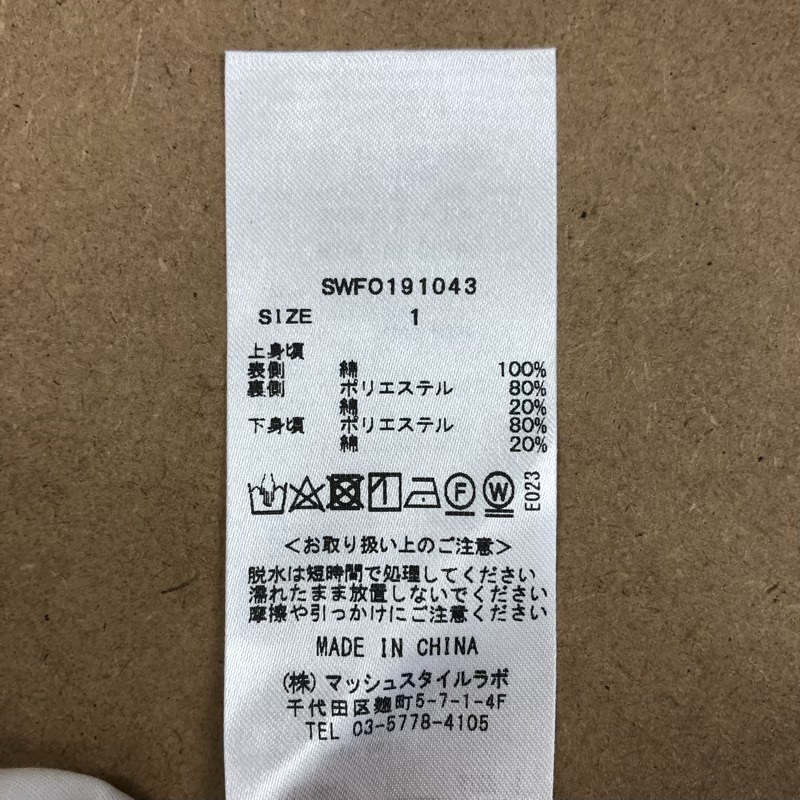 SWFO191043
SIZE 1
上身頃
表側 綿 100%
裏側 ポリエステル 80%
綿 20%
下身頃 ポリエステル 80%
綿 20%
F W E023
<お取り扱い上のご注意>
脱水は短時間で処理してください
濡れたまま放置しないでください
摩擦や引っかけにご注意ください
MADE IN CHINA
(株)マッシュスタイルラボ
千代田区麹町5-7-1-4F
TEL 03-5778-4105